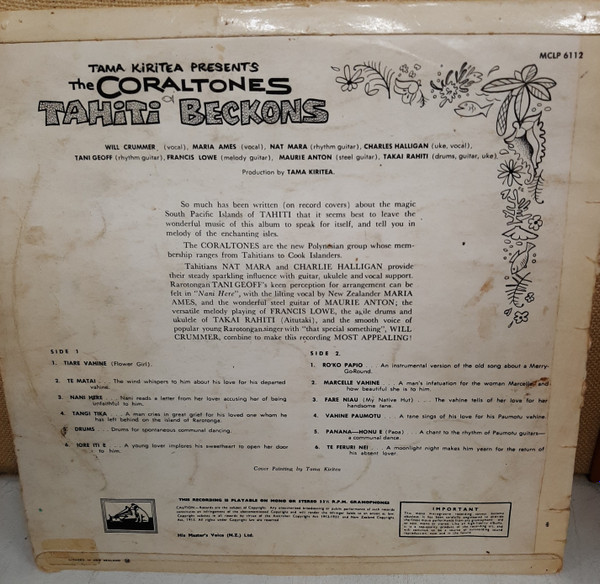 MCLP 6112
TAMA KIRITEA PRESENTS
the CORALTONES
TAHITI BECKONS
WILL CRUMMER (vocal), MARIA AMES (vocal), NAT MARA (rhythm guitar), CHARLES HALLIGAN (uke, vocal),
TANI GEOFF (rhythm guitar), FRANCIS LOWE (melody guitar), MAURIE ANTON (steel guitar), TAKAI RAHITI (drums, guitar, uke)
Production by TAMA KIRITEA.
So much has been written (on record covers) about the magic
South Pacific Islands of TAHITI that it seems best to leave the
wonderful music of this album to speak for itself, and tell you in
melody of the enchanting isles.
The CORALTONES are the new Polynesian group whose mem-
bership ranges from Tahitians to Cook Islanders.
Tahitians NAT MARA and CHARLIE HALLIGAN provide
their steady sparkling influence with guitar, ukulele and vocal support.
Rarotongan TANI GEOFF's keen perception for arrangement can be
felt in "Nani Here", with the lilting vocal by New Zealander MARIA
AMES, and the wonderful steel guitar of MAURIE ANTON; the
versatile melody playing of FRANCIS LOWE, the agile drums and
ukulele of TAKAI RAHITI (Aitutaki), and the smooth voice of
popular young Rarotongan singer with "that special something", WILL
CRUMMER, combine to make this recording MOST APPEALING!
SIDE 1
1. TIARE VAHINE (Flower Girl).
2. TE MATAI . . . The wind whispers to him about his love for his departed
vahine.
3. NANI HERE . . . Nani reads a letter from her lover accusing her of being
unfaithful to him.
4. TANGI TIKA . . . A man cries in great grief for his loved one whom he
has left behind on the island of Rarotonga.
5. DRUMS . . . Drums for spontaneous communal dancing.
6. IORE ITI E . . . A young lover implores his sweetheart to open her door
to him.
SIDE 2.
1. RO'KO PAPIO . . . An instrumental version of the old song about a Marry-
Go-Round.
2. MARCELLE VAHINE . . . A man's infetuation for the woman Marcelle and
how beautiful she is to him.
3. FARE NIAU (My Native Hut) . . . The vahine tells of her love for her
handsome tane.
4. VAHINE PAUMOTU . . . A tane sings of his love for his Paumotu vahine.
5. PANANA—HONU E (Paoa) . . . A chant to the rhythm of Paumotu guitars—
a communal dance.
6. TE FERURI NEI . . . A moonlight night makes him yearn for the return of
his absent lover.
Cover Painting by Tama Kiritea
THIS RECORDING IS PLAYABLE ON MONO OR STEREO 33⅓ R.P.M. GRAMOPHONES
His Master's Voice (N.Z.) Ltd.
IMPORTANT